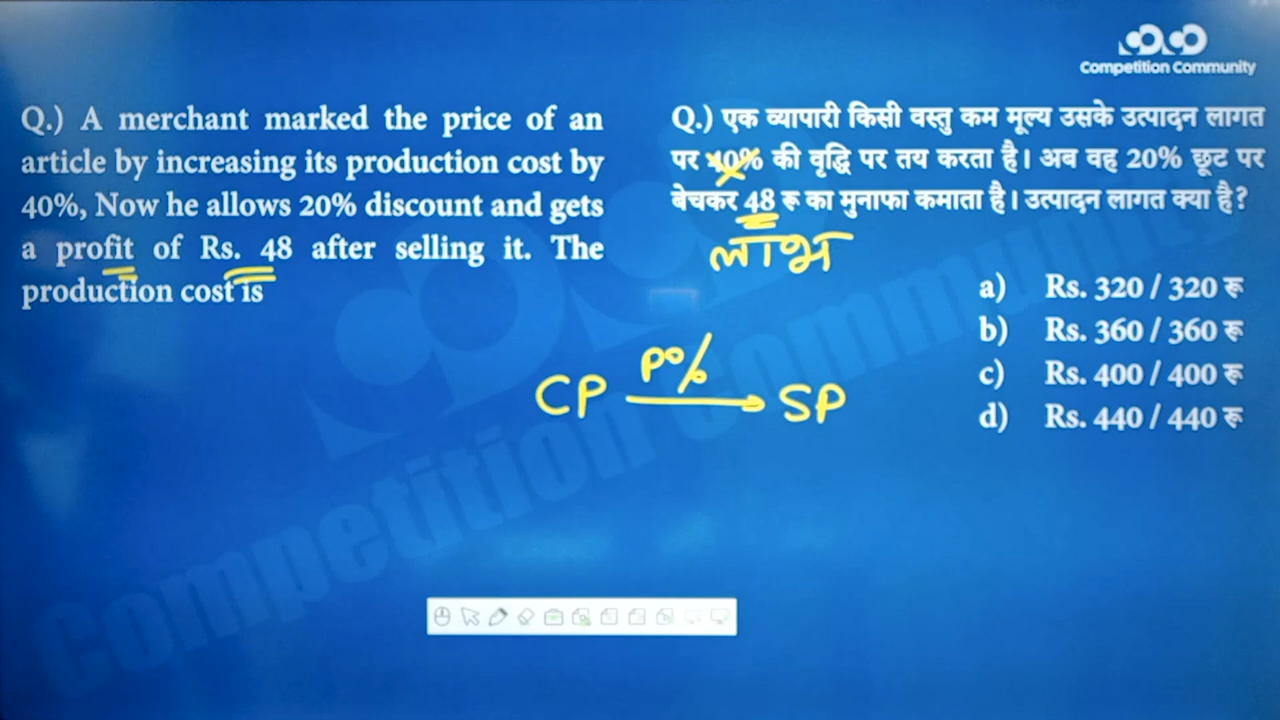 Competition Community
Q.) A merchant marked the price of an
article by increasing its production cost by
40%, Now he allows 20% discount and gets
a profit of Rs. 48 after selling it. The
production cost is
Q.) एक व्यापारी किसी वस्तु कम मूल्य उसके उत्पादन लागत
पर 40% की वृद्धि पर तय करता है। अब वह 20% छूट पर
बेचकर 48 रू का मुनाफा कमाता है। उत्पादन लागत क्या है?
लाभ
a) Rs. 320 / 320 रू
b) Rs. 360 / 360 रू
c) Rs. 400 / 400 रू
d) Rs. 440 / 440 रू
CP P% SP
Competition Community